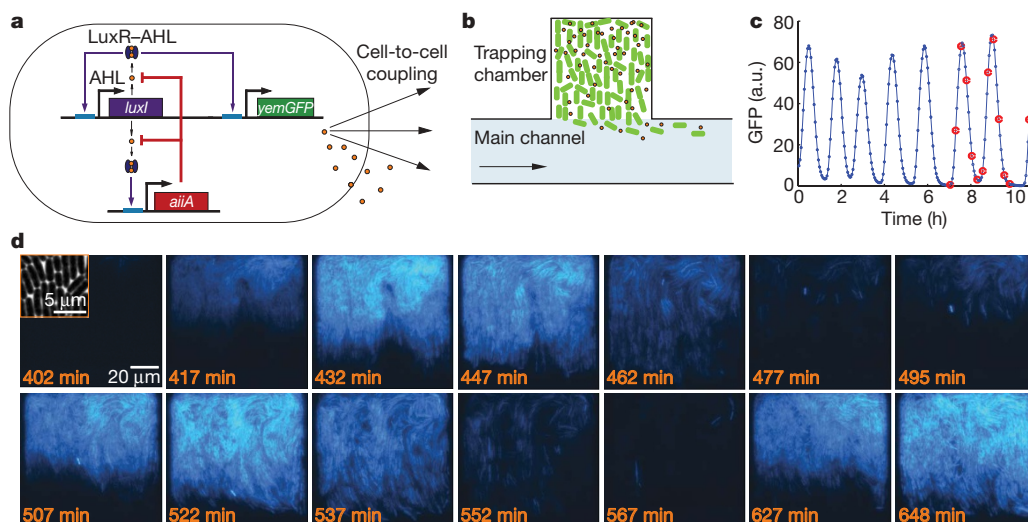 a
LuxR–AHL
AHL
luxI
yemGFP
aiiA
Cell-to-cell
coupling
b
Trapping
chamber
Main channel
c
GFP (a.u.)
80
60
40
20
0
0 2 4 6 8 10
Time (h)
d
5 μm
402 min
20 μm
417 min
432 min
447 min
462 min
477 min
495 min
507 min
522 min
537 min
552 min
567 min
627 min
648 min